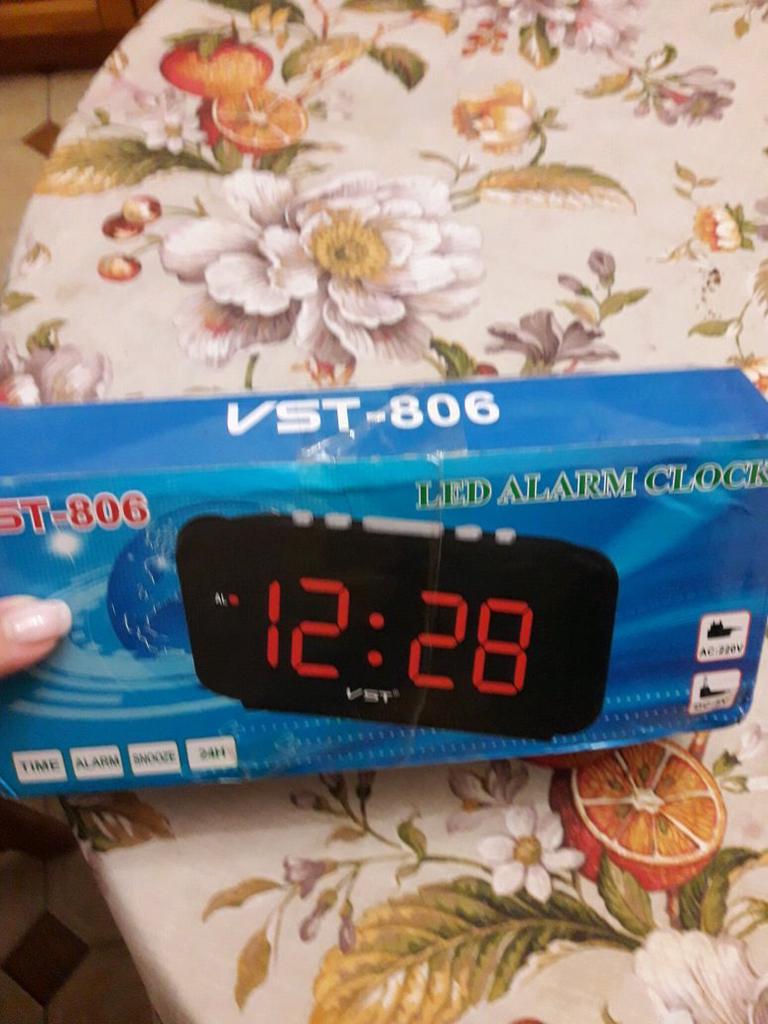 VST-806
ST-806
LED ALARM CLOCK
AL
12:28
VST®
AC-220V
TIME ALARM SNOOZE 24H